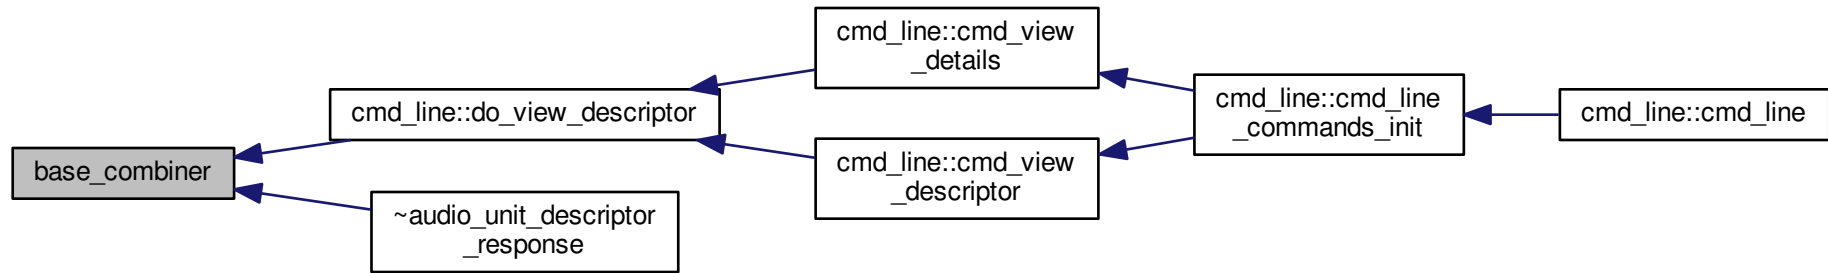 base_combiner
cmd_line::do_view_descriptor
~audio_unit_descriptor
_response
cmd_line::cmd_view
_details
cmd_line::cmd_view
_descriptor
cmd_line::cmd_line
_commands_init
cmd_line::cmd_line